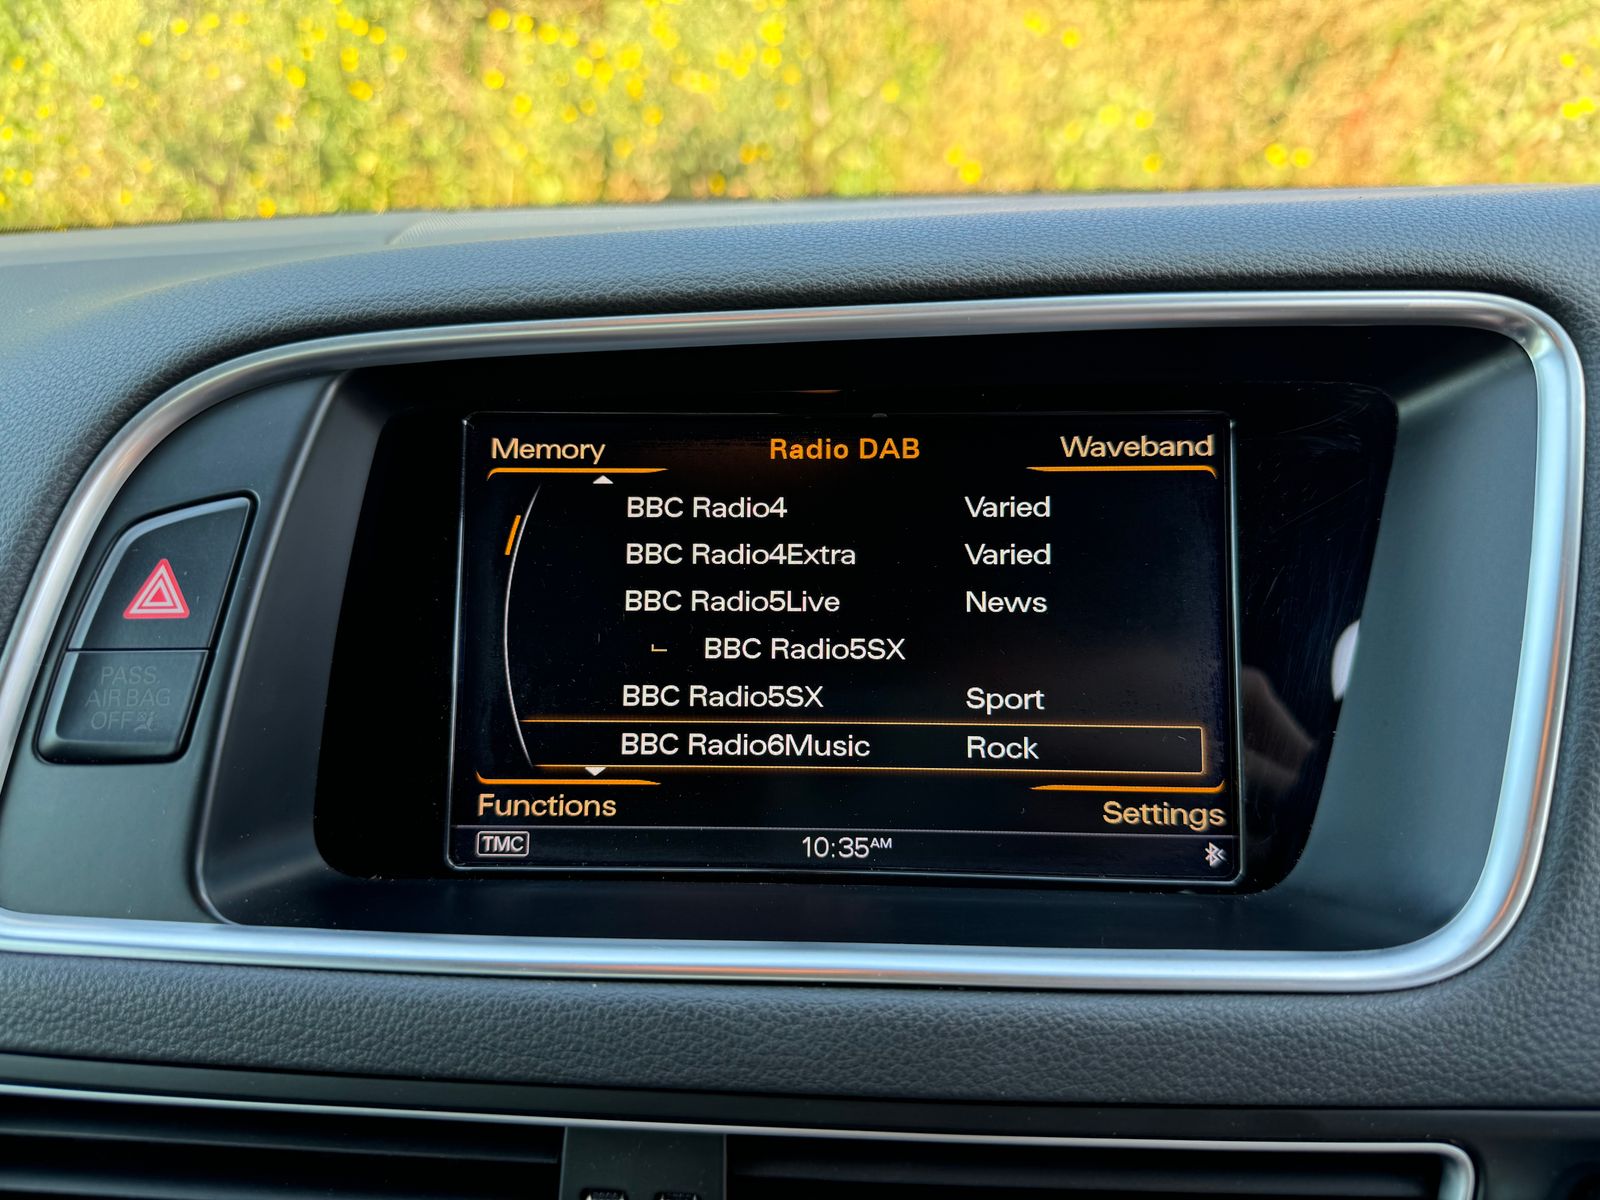 Memory Radio DAB Waveband
BBC Radio4 Varied
BBC Radio4Extra Varied
BBC Radio5Live News
BBC Radio5SX
BBC Radio5SX Sport
BBC Radio6Music Rock
Functions Settings
TMC 10:35AM
PASS.
AIR BAG
OFF